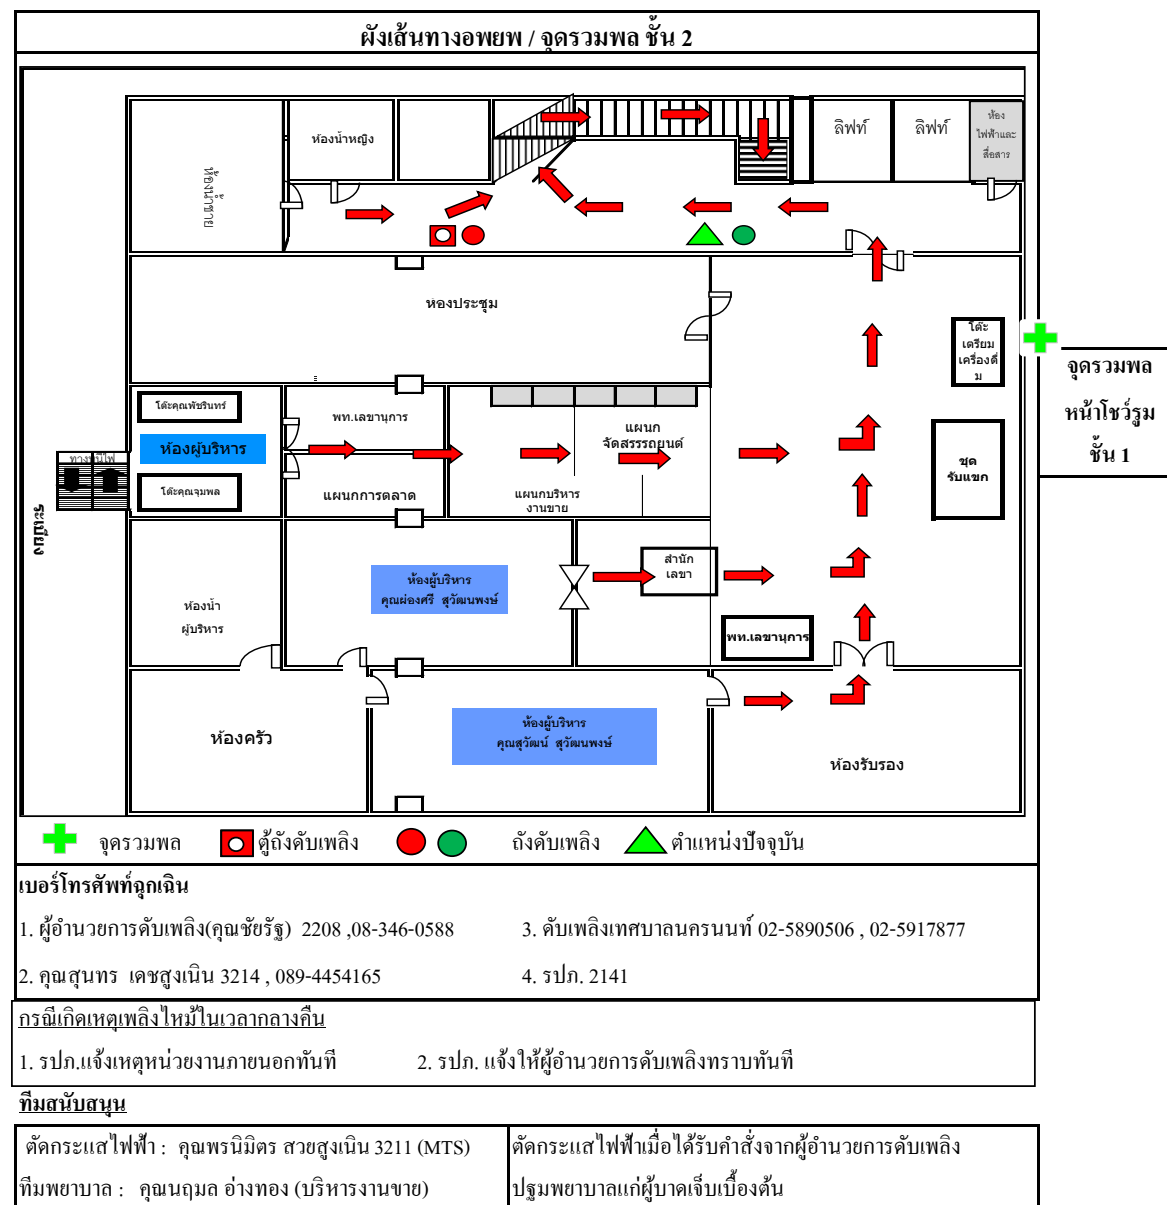 ผังเส้นทางอพยพ / จุดรวมพล ชั้น 2
ห้องน้ำหญิง
ลิฟท์
ลิฟท์
ห้อง
ไฟฟ้าและ
สื่อสาร
ห้องน้ำชาย
หองประชุม
โต๊ะ
เตรียม
เครื่องดื่
ม
จุดรวมพล
หน้าโชว์รูม
ชั้น 1
โต๊ะคุณพัชรินทร์
ห้องผู้บริหาร
โต๊ะคุณจุมพล
ทางหนีไฟ
ระเบียง
พท.เลขานุการ
แผนกการตลาด
แผนก
จัดสรรรถยนต์
แผนกบริหาร
งานขาย
ชุด
รับแขก
สำนัก
เลขา
ห้องผู้บริหาร
คุณผ่องศรี สุวัฒนพงษ์
ห้องน้ำ
ผู้บริหาร
พท.เลขานุการ
ห้องครัว
ห้องผู้บริหาร
คุณสุวัฒน์ สุวัฒนพงษ์
ห้องรับรอง
จุดรวมพล ตู้ถังดับเพลิง ถังดับเพลิง ตำแหน่งปัจจุบัน
เบอร์โทรศัพท์ฉุกเฉิน
1. ผู้อำนวยการดับเพลิง(คุณชัยรัฐ) 2208 ,08-346-0588 3. ดับเพลิงเทศบาลนครนนท์ 02-5890506 , 02-5917877
2. คุณสุนทร เดชสูงเนิน 3214 , 089-4454165 4. รปภ. 2141
กรณีเกิดเหตุเพลิงไหม้ในเวลากลางคืน
1. รปภ.แจ้งเหตุหน่วยงานภายนอกทันที 2. รปภ. แจ้งให้ผู้อำนวยการดับเพลิงทราบทันที
ทีมสนับสนุน
ตัดกระแสไฟฟ้า : คุณพรนิมิตร สวยสูงเนิน 3211 (MTS) ตัดกระแสไฟฟ้าเมื่อได้รับคำสั่งจากผู้อำนวยการดับเพลิง
ทีมพยาบาล : คุณนฤมล อ่างทอง (บริหารงานขาย) ปฐมพยาบาลแก่ผู้บาดเจ็บเบื้องต้น